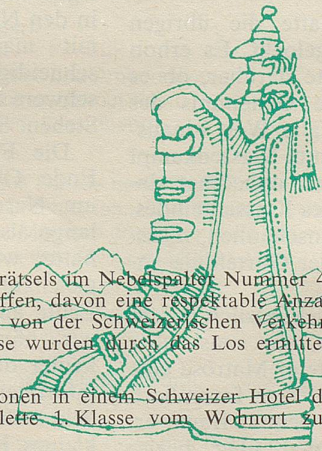 rätsels im Nebelspalter Nummer 4
ffen, davon eine respektable Anza
von der Schweizerischen Verkehr
se wurden durch das Los ermitte
onen in einem Schweizer Hotel d
lette 1. Klasse vom Wohnort zu